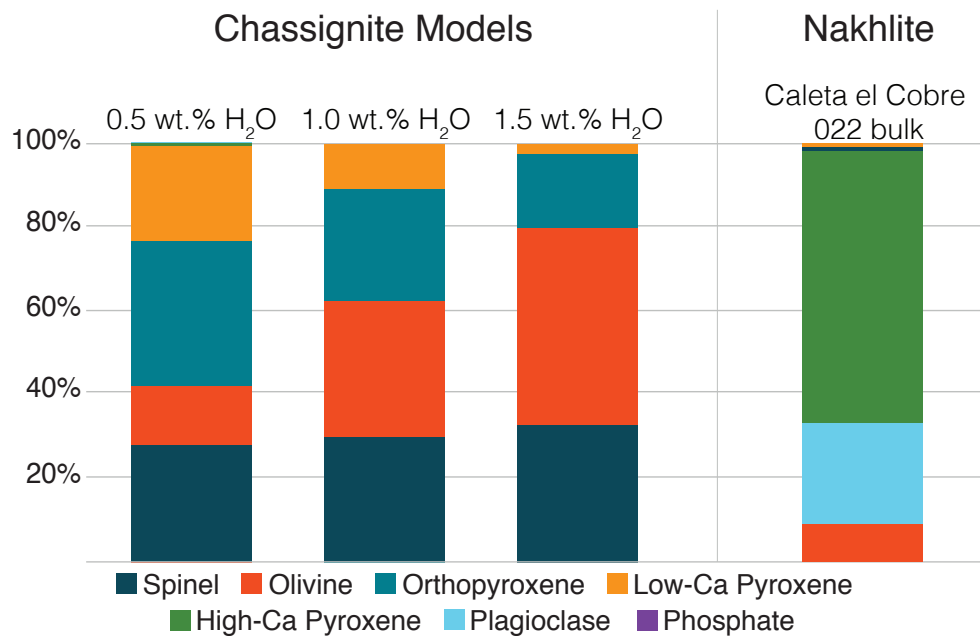 Chassignite Models
Nakhlite
0.5 wt.% H₂O
1.0 wt.% H₂O
1.5 wt.% H₂O
Caleta el Cobre
022 bulk
100%
80%
60%
40%
20%
Spinel
Olivine
Orthopyroxene
Low-Ca Pyroxene
High-Ca Pyroxene
Plagioclase
Phosphate